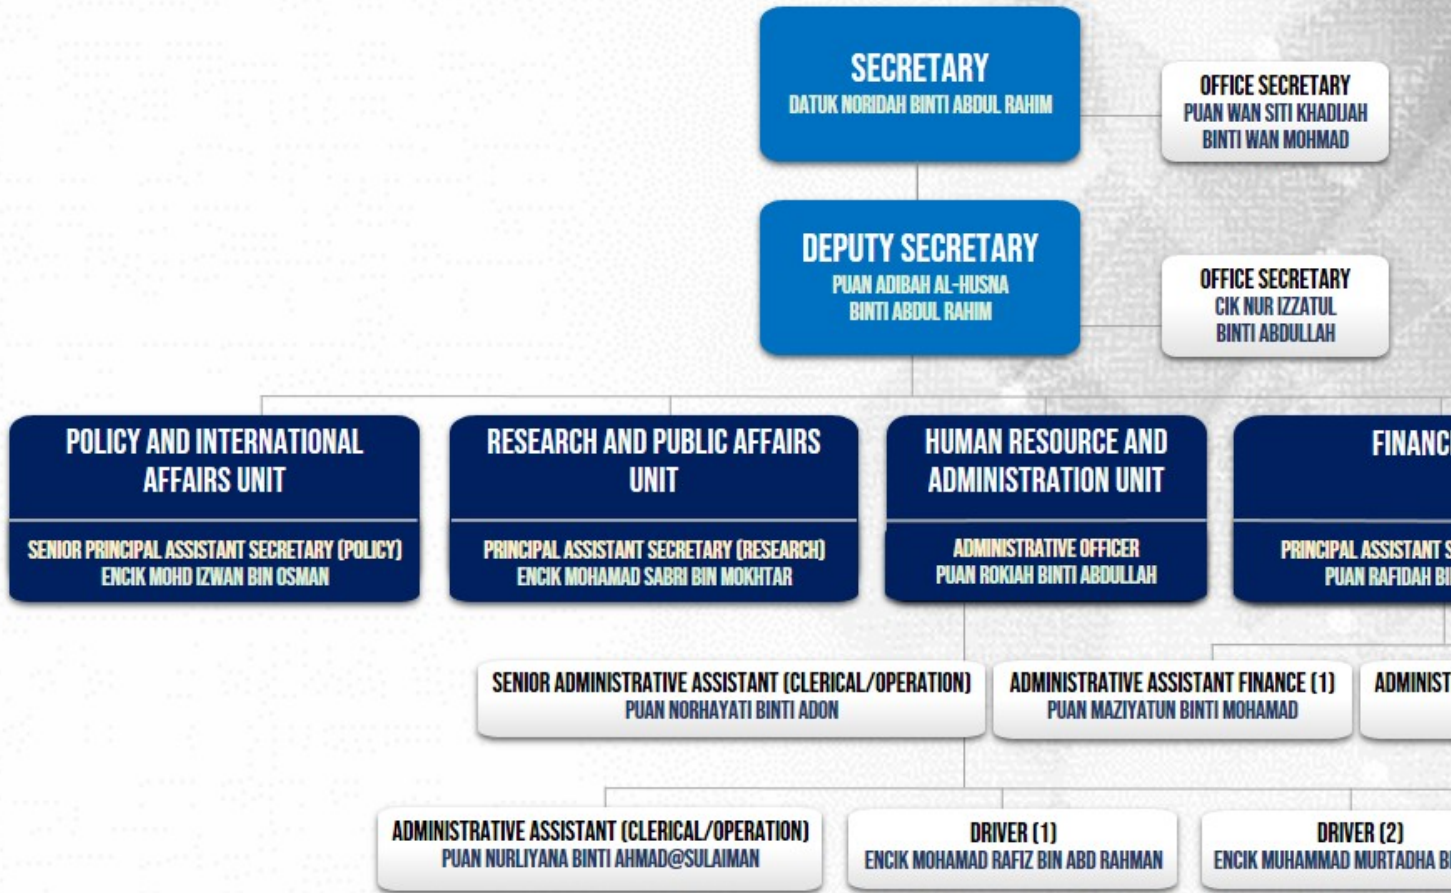 SECRETARY
DATUK NORIDAH BINTI ABDUL RAHIM
OFFICE SECRETARY
PUAN WAN SITI KHADIJAH
BINTI WAN MOHMAD
DEPUTY SECRETARY
PUAN ADIBAH AL-HUSNA
BINTI ABDUL RAHIM
OFFICE SECRETARY
CIK NUR IZZATUL
BINTI ABDULLAH
POLICY AND INTERNATIONAL
AFFAIRS UNIT
SENIOR PRINCIPAL ASSISTANT SECRETARY (POLICY)
ENCIK MOHD IZWAN BIN OSMAN
RESEARCH AND PUBLIC AFFAIRS
UNIT
PRINCIPAL ASSISTANT SECRETARY (RESEARCH)
ENCIK MOHAMAD SABRI BIN MOKHTAR
HUMAN RESOURCE AND
ADMINISTRATION UNIT
ADMINISTRATIVE OFFICER
PUAN ROKIAH BINTI ABDULLAH
PRINCIPAL ASSISTANT
PUAN RAFIDAH
SENIOR ADMINISTRATIVE ASSISTANT (CLERICAL/OPERATION)
PUAN NORHAYATI BINTI ADON
ADMINISTRATIVE ASSISTANT FINANCE (1)
PUAN MAZIYATUN BINTI MOHAMAD
ADMINISTRATIVE ASSISTANT (CLERICAL/OPERATION)
PUAN NURLIYANA BINTI AHMAD@SULAIMAN
DRIVER (1)
ENCIK MOHAMAD RAFIZ BIN ABD RAHMAN
DRIVER (2)
ENCIK MUHAMMAD MURTADHA